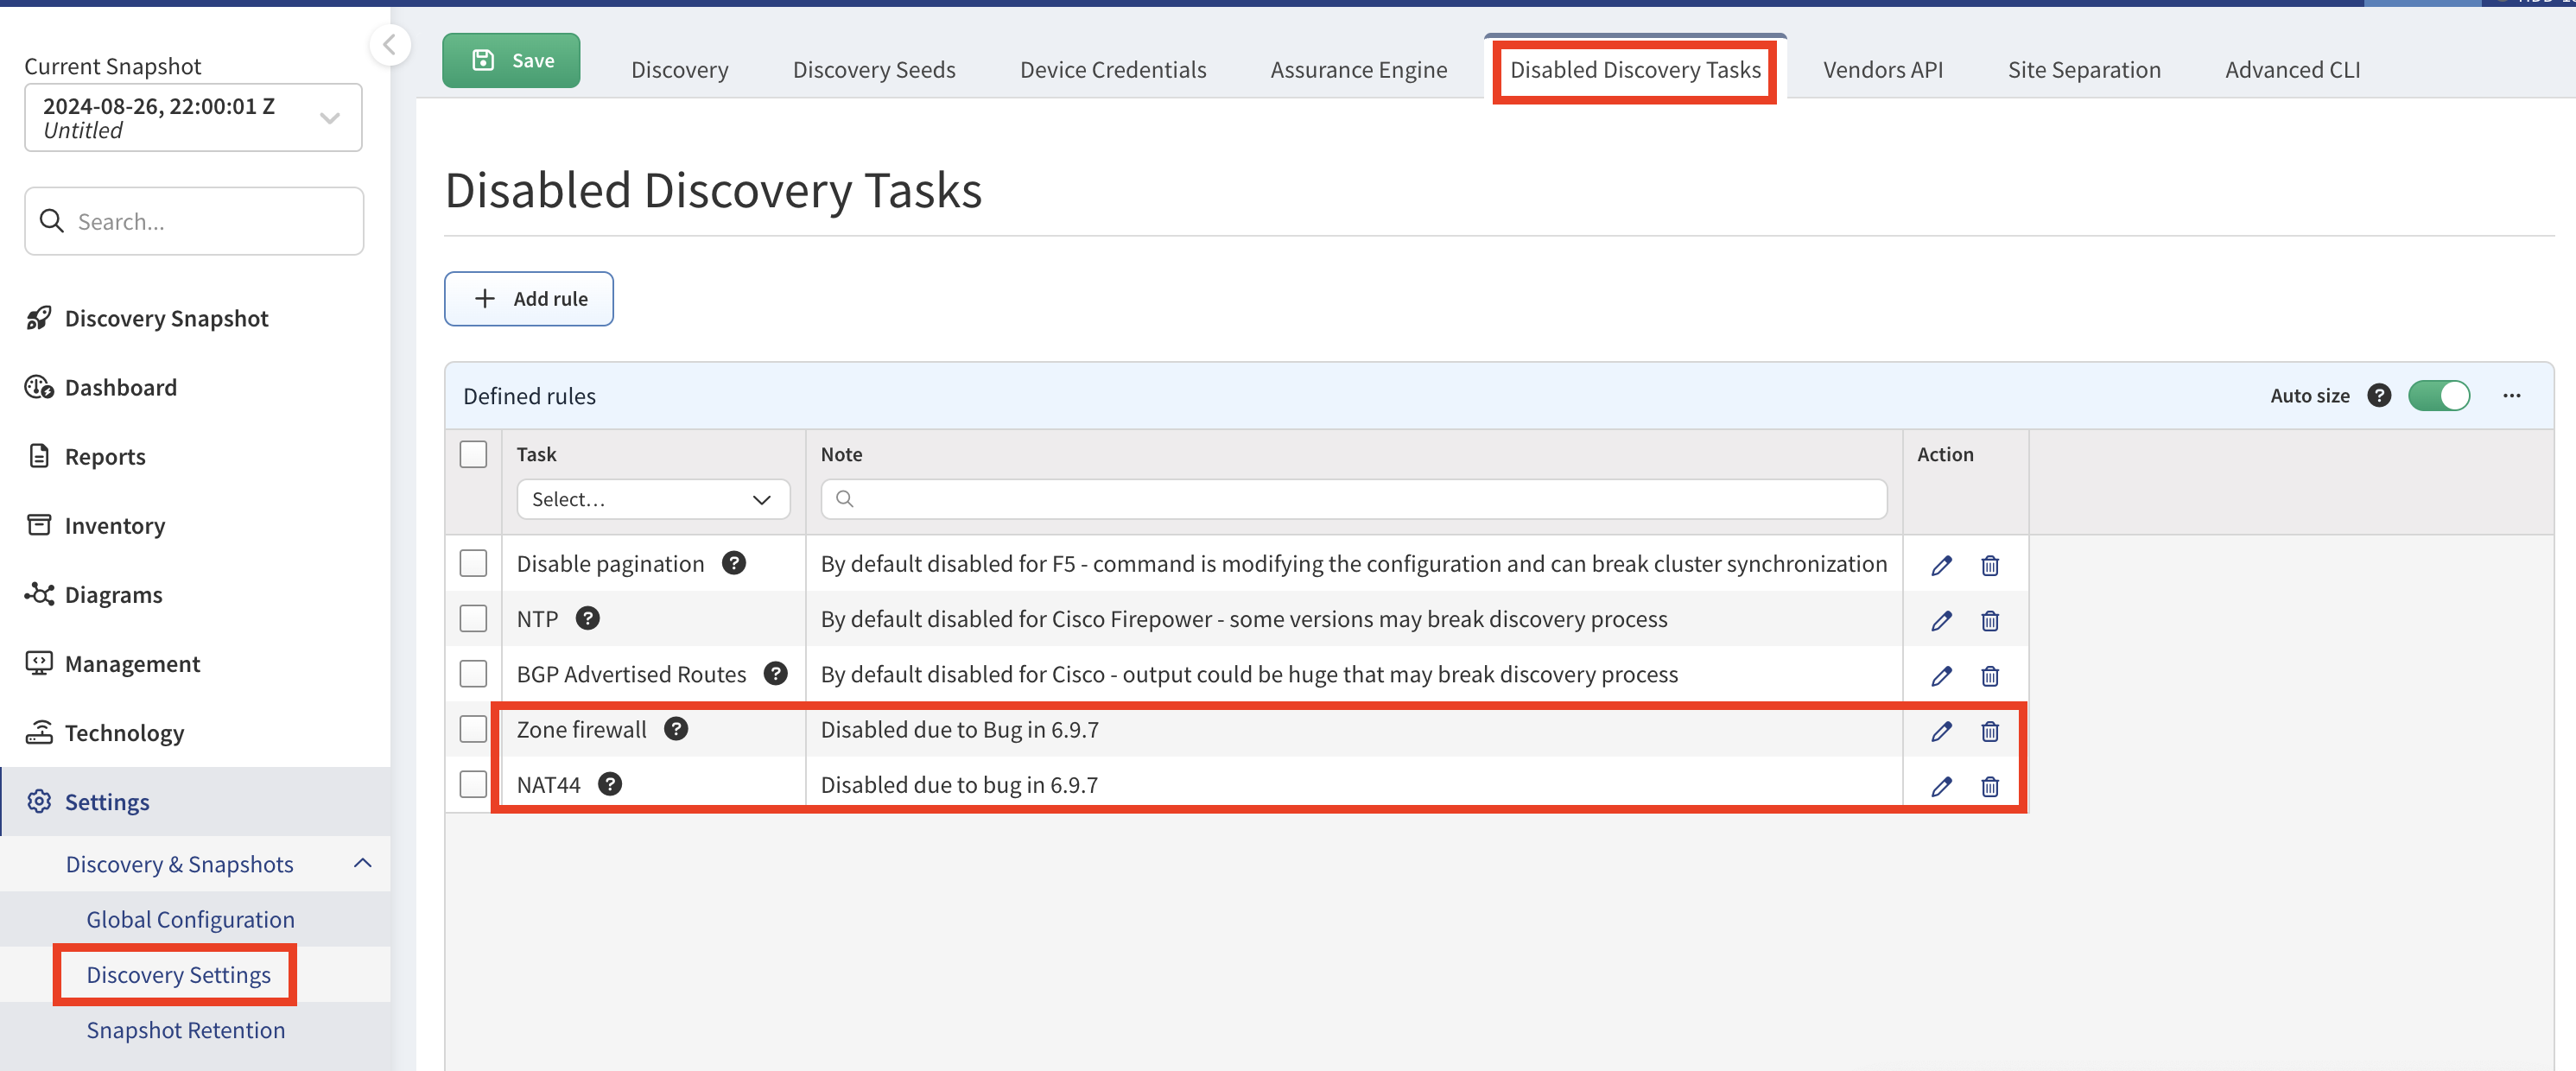 Current Snapshot
2024-08-26, 22:00:01 Z
Untitled
Search...
Discovery Snapshot
Dashboard
Reports
Inventory
Diagrams
Management
Technology
Settings
Discovery & Snapshots
Global Configuration
Discovery Settings
Snapshot Retention
Save
Discovery
Discovery Seeds
Device Credentials
Assurance Engine
Disabled Discovery Tasks
Vendors API
Site Separation
Advanced CLI
Disabled Discovery Tasks
Add rule
Defined rules
Auto size
Task
Note
Action
Select...
Disable pagination
By default disabled for F5 - command is modifying the configuration and can break cluster synchronization
NTP
By default disabled for Cisco Firepower - some versions may break discovery process
BGP Advertised Routes
By default disabled for Cisco - output could be huge that may break discovery process
Zone firewall
Disabled due to Bug in 6.9.7
NAT44
Disabled due to bug in 6.9.7